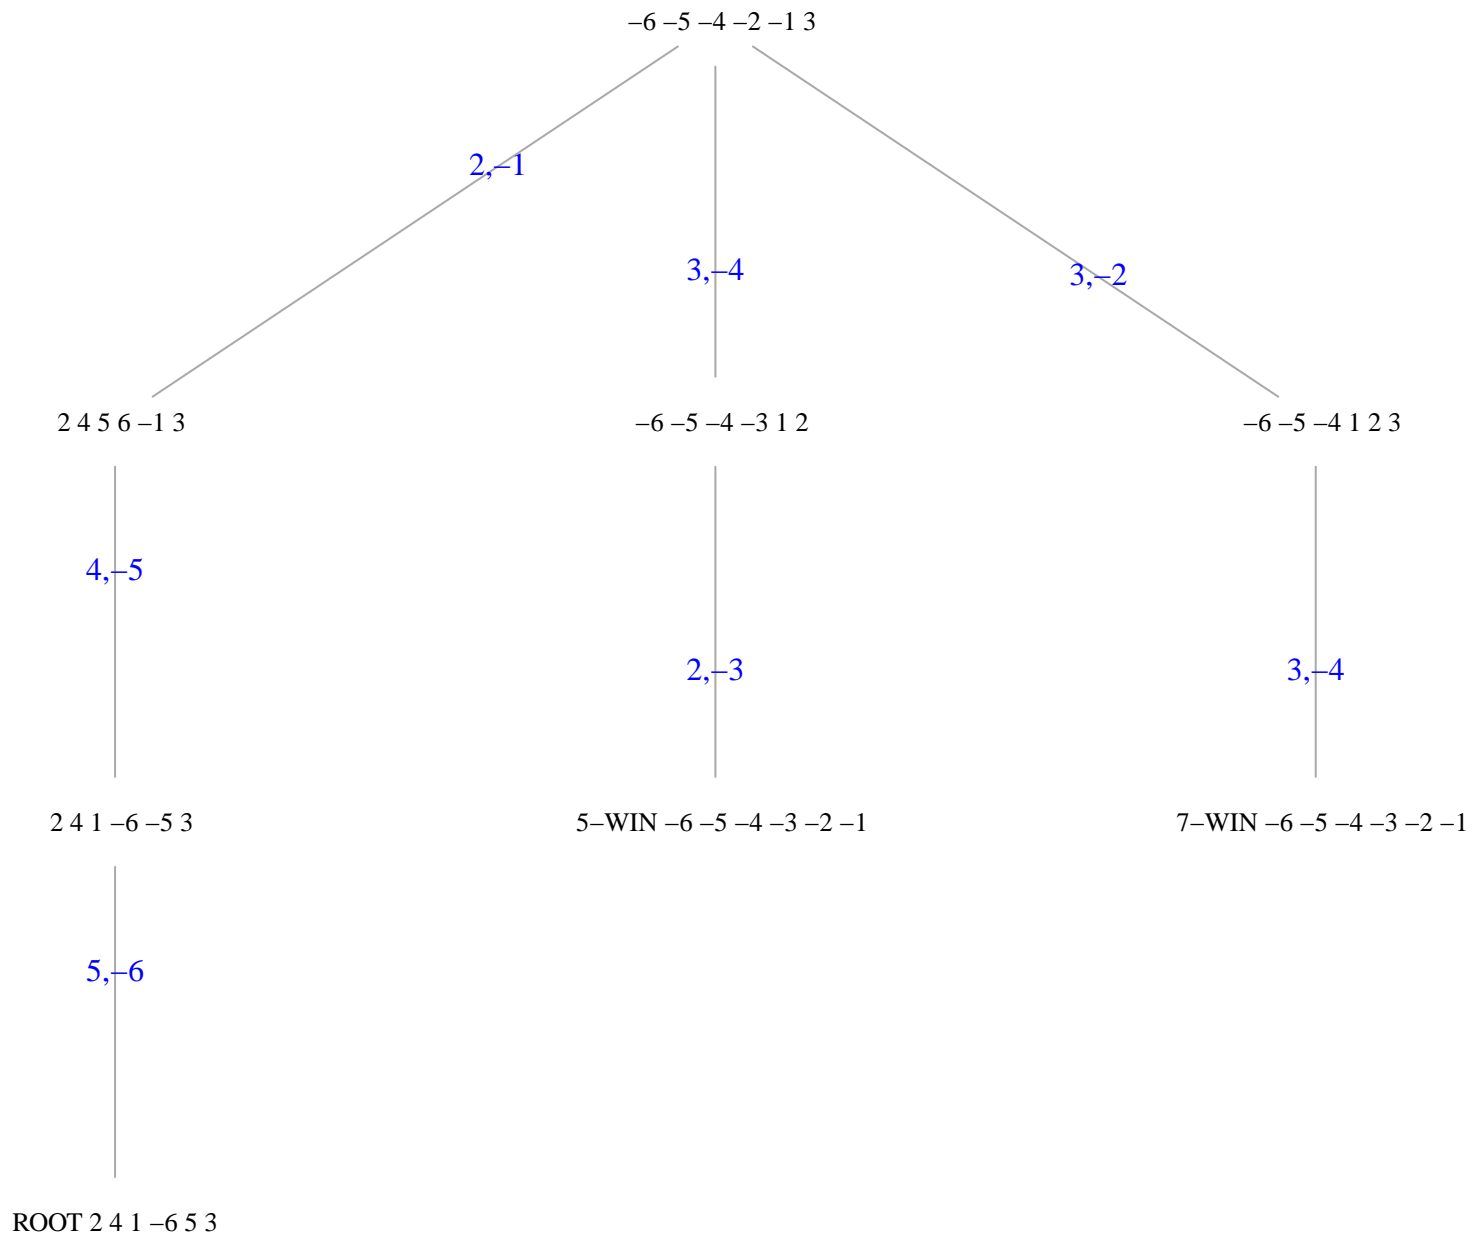 –6 –5 –4 –2 –1 3
2,–1
3,–4
3,–2
2 4 5 6 –1 3
–6 –5 –4 –3 1 2
–6 –5 –4 1 2 3
4,–5
2,–3
3,–4
2 4 1 –6 –5 3
5–WIN –6 –5 –4 –3 –2 –1
7–WIN –6 –5 –4 –3 –2 –1
5,–6
ROOT 2 4 1 –6 5 3